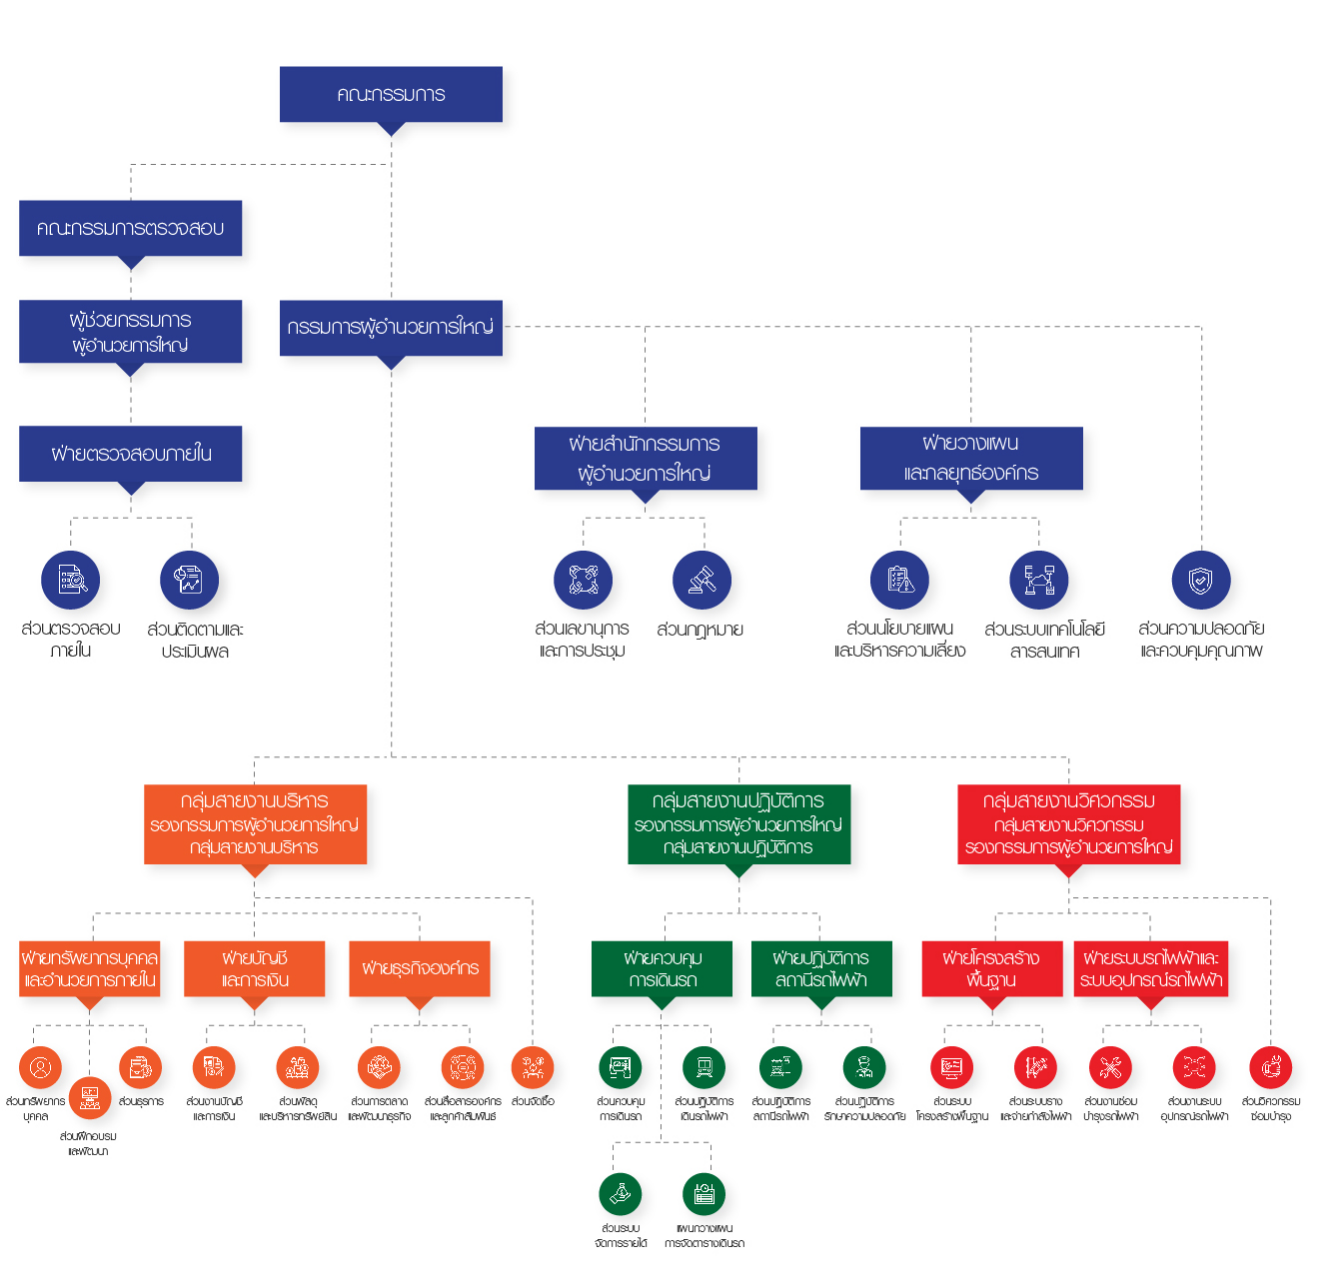 คณะกรรมการ
คณะกรรมการตรวจสอบ
ผู้ช่วยกรรมการ
ผู้อำนวยการใหญ่
กรรมการผู้อำนวยการใหญ่
ฝ่ายตรวจสอบภายใน
ฝ่ายสำนักกรรมการ
ผู้อำนวยการใหญ่
ฝ่ายวางแผน
และกลยุทธ์องค์กร
ส่วนตรวจสอบ
ภายใน
ส่วนติดตามและ
ประเมินผล
ส่วนเลขานุการ
และการประชุม
ส่วนกฎหมาย
ส่วนนโยบายแผน
และบริหารความเสี่ยง
ส่วนระบบเทคโนโลยี
สารสนเทศ
ส่วนความปลอดภัย
และควบคุมคุณภาพ
กลุ่มสายงานบริหาร
รองกรรมการผู้อำนวยการใหญ่
กลุ่มสายงานบริหาร
กลุ่มสายงานปฏิบัติการ
รองกรรมการผู้อำนวยการใหญ่
กลุ่มสายงานปฏิบัติการ
กลุ่มสายงานวิศวกรรม
กลุ่มสายงานวิศวกรรม
รองกรรมการผู้อำนวยการใหญ่
ฝ่ายทรัพยากรบุคคล
และอำนวยการภายใน
ฝ่ายบัญชี
และการเงิน
ฝ่ายธุรกิจองค์กร
ฝ่ายควบคุม
การเดินรถ
ฝ่ายปฏิบัติการ
สถานีรถไฟฟ้า
ฝ่ายโครงสร้าง
พื้นฐาน
ฝ่ายระบบรถไฟฟ้าและ
ระบบอุปกรณ์รถไฟฟ้า
ส่วนทรัพยากร
บุคคล
ส่วนฝึกอบรม
และพัฒนา
ส่วนธุรการ
ส่วนงานบัญชี
และการเงิน
ส่วนพัสดุ
และบริหารทรัพย์สิน
ส่วนการตลาด
และพัฒนาธุรกิจ
ส่วนสื่อสารองค์กร
และลูกค้าสัมพันธ์
ส่วนจัดซื้อ
ส่วนควบคุม
การเดินรถ
ส่วนปฏิบัติการ
เดินรถไฟฟ้า
ส่วนปฏิบัติการ
สถานีรถไฟฟ้า
ส่วนปฏิบัติการ
รักษาความปลอดภัย
ส่วนระบบ
โครงสร้างพื้นฐาน
ส่วนระบบราง
และจ่ายกำลังไฟฟ้า
ส่วนงานซ่อม
บำรุงรถไฟฟ้า
ส่วนงานระบบ
อุปกรณ์รถไฟฟ้า
ส่วนวิศวกรรม
ซ่อมบำรุง
ส่วนระบบ
จัดการรายได้
แผนกวางแผน
การจัดตารางเดินรถ